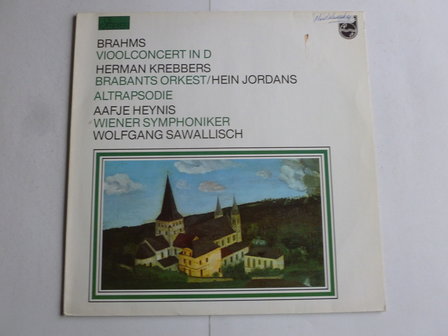 BRAHMS
VIOOLCONCERT IN D
HERMAN KREBBERS
BRABANTS ORKEST/HEIN JORDANS
ALTRAPSODIE
AAFJE HEYNIS
WIENER SYMPHONIKER
WOLFGANG SAWALLISCH